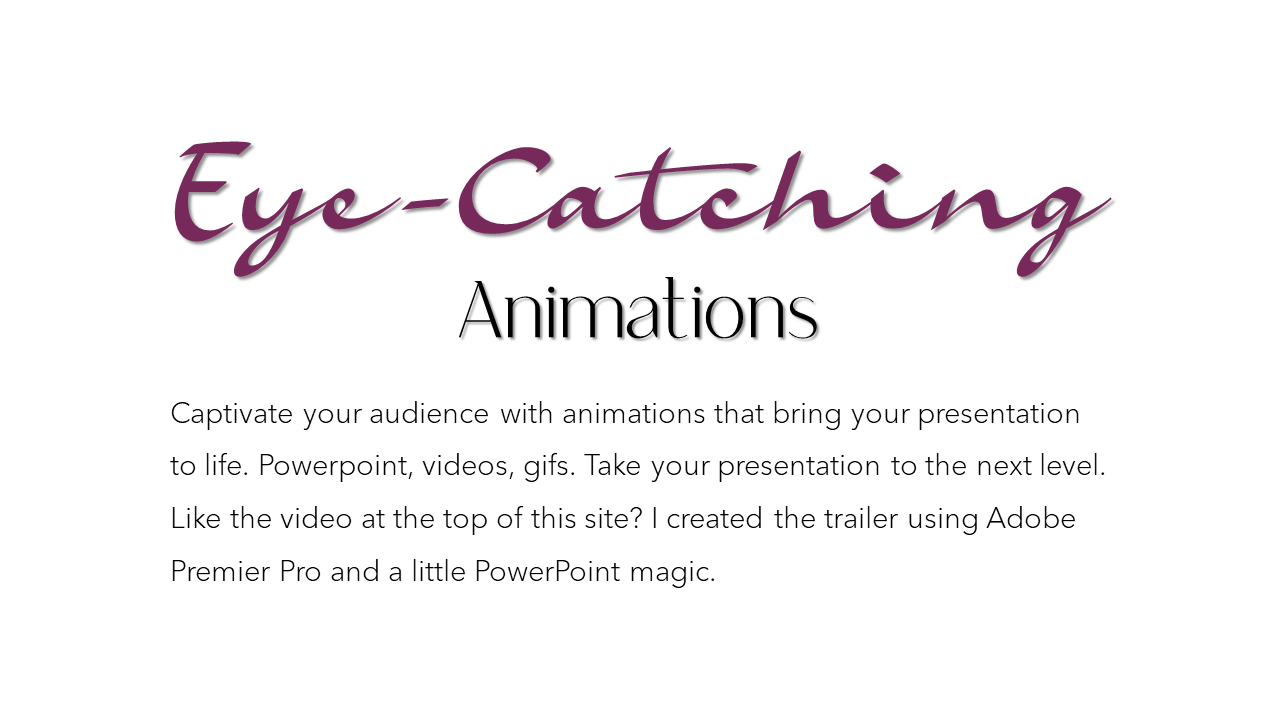 Eye-Catching
Animations
Captivate your audience with animations that bring your presentation
to life. Powerpoint, videos, gifs. Take your presentation to the next level.
Like the video at the top of this site? I created the trailer using Adobe
Premier Pro and a little PowerPoint magic.